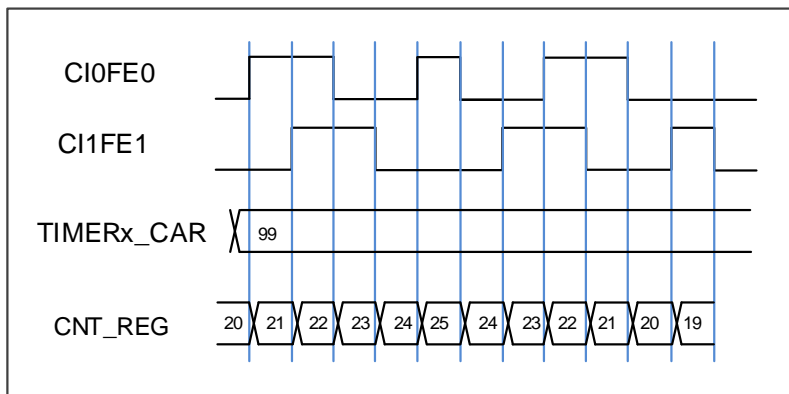 CI0FE0
CI1FE1
TIMERx_CAR 99
CNT_REG 20 21 22 23 24 25 24 23 22 21 20 19